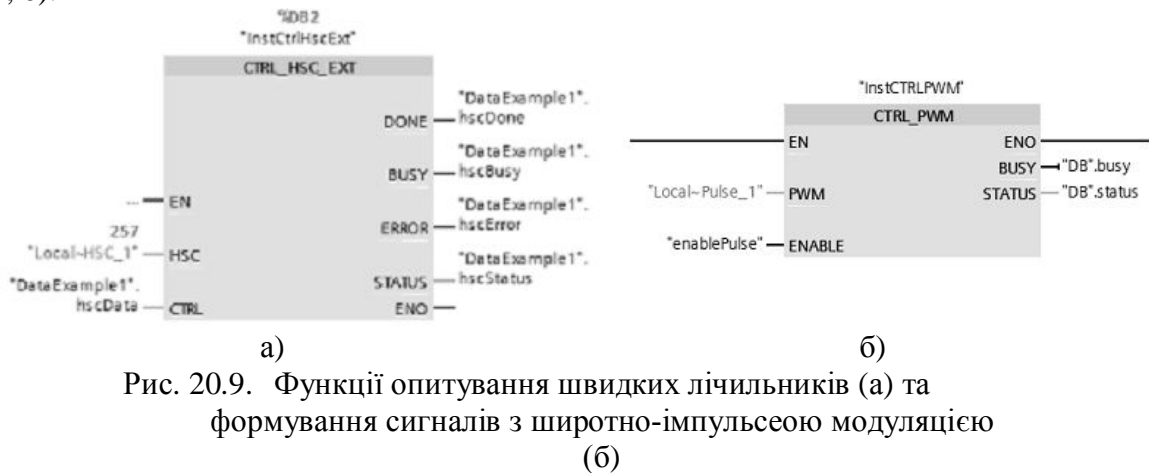 %DB2
"InstCtrlHscExt"
CTRL_HSC_EXT
"DataExample1".
DONE hscDone
"DataExample1".
BUSY hscBusy
... EN
"DataExample1".
ERROR hscError
257
"Local~HSC_1" HSC
"DataExample1".
STATUS hscStatus
"DataExample1".
hscData CTRL
ENO
"InstCTRLPWM"
CTRL_PWM
EN ENO
BUSY "DB".busy
"Local~Pulse_1" PWM STATUS "DB".status
"enablePulse" ENABLE
а) б)
Рис. 20.9. Функції опитування швидких лічильників (а) та
формування сигналів з широтно-імпульсеою модуляцією
(б)